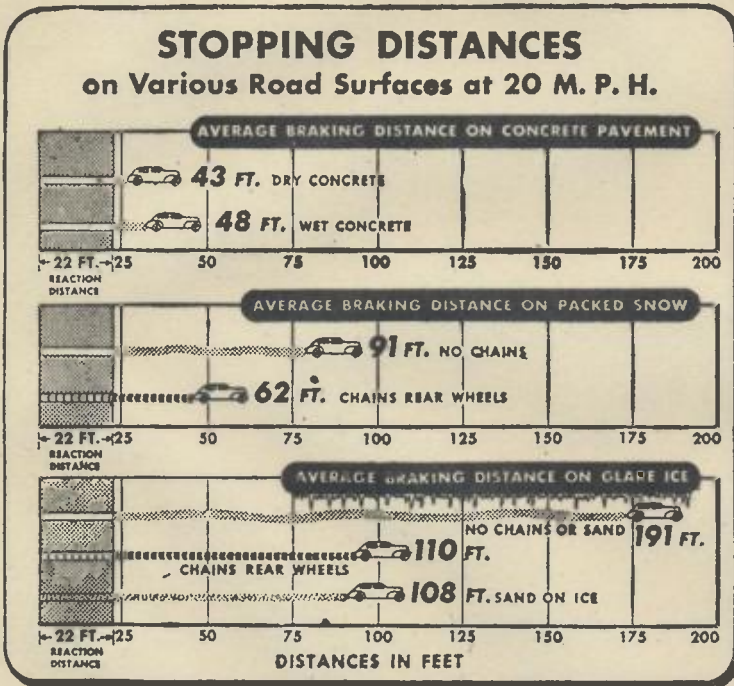 STOPPING DISTANCES
on Various Road Surfaces at 20 M. P. H.
AVERAGE BRAKING DISTANCE ON CONCRETE PAVEMENT
43 FT. DRY CONCRETE
48 FT. WET CONCRETE
22 FT. 25 50 75 100 125 150 175 200
REACTION
DISTANCE
AVERAGE BRAKING DISTANCE ON PACKED SNOW
91 FT. NO CHAINS
62 FT. CHAINS REAR WHEELS
22 FT. 25 50 75 100 125 150 175 200
REACTION
DISTANCE
AVERAGE BRAKING DISTANCE ON GLARE ICE
NO CHAINS OR SAND 191 FT.
110 FT.
CHAINS REAR WHEELS
108 FT. SAND ON ICE
22 FT. 25 50 75 100 125 150 175 200
REACTION
DISTANCE
DISTANCES IN FEET